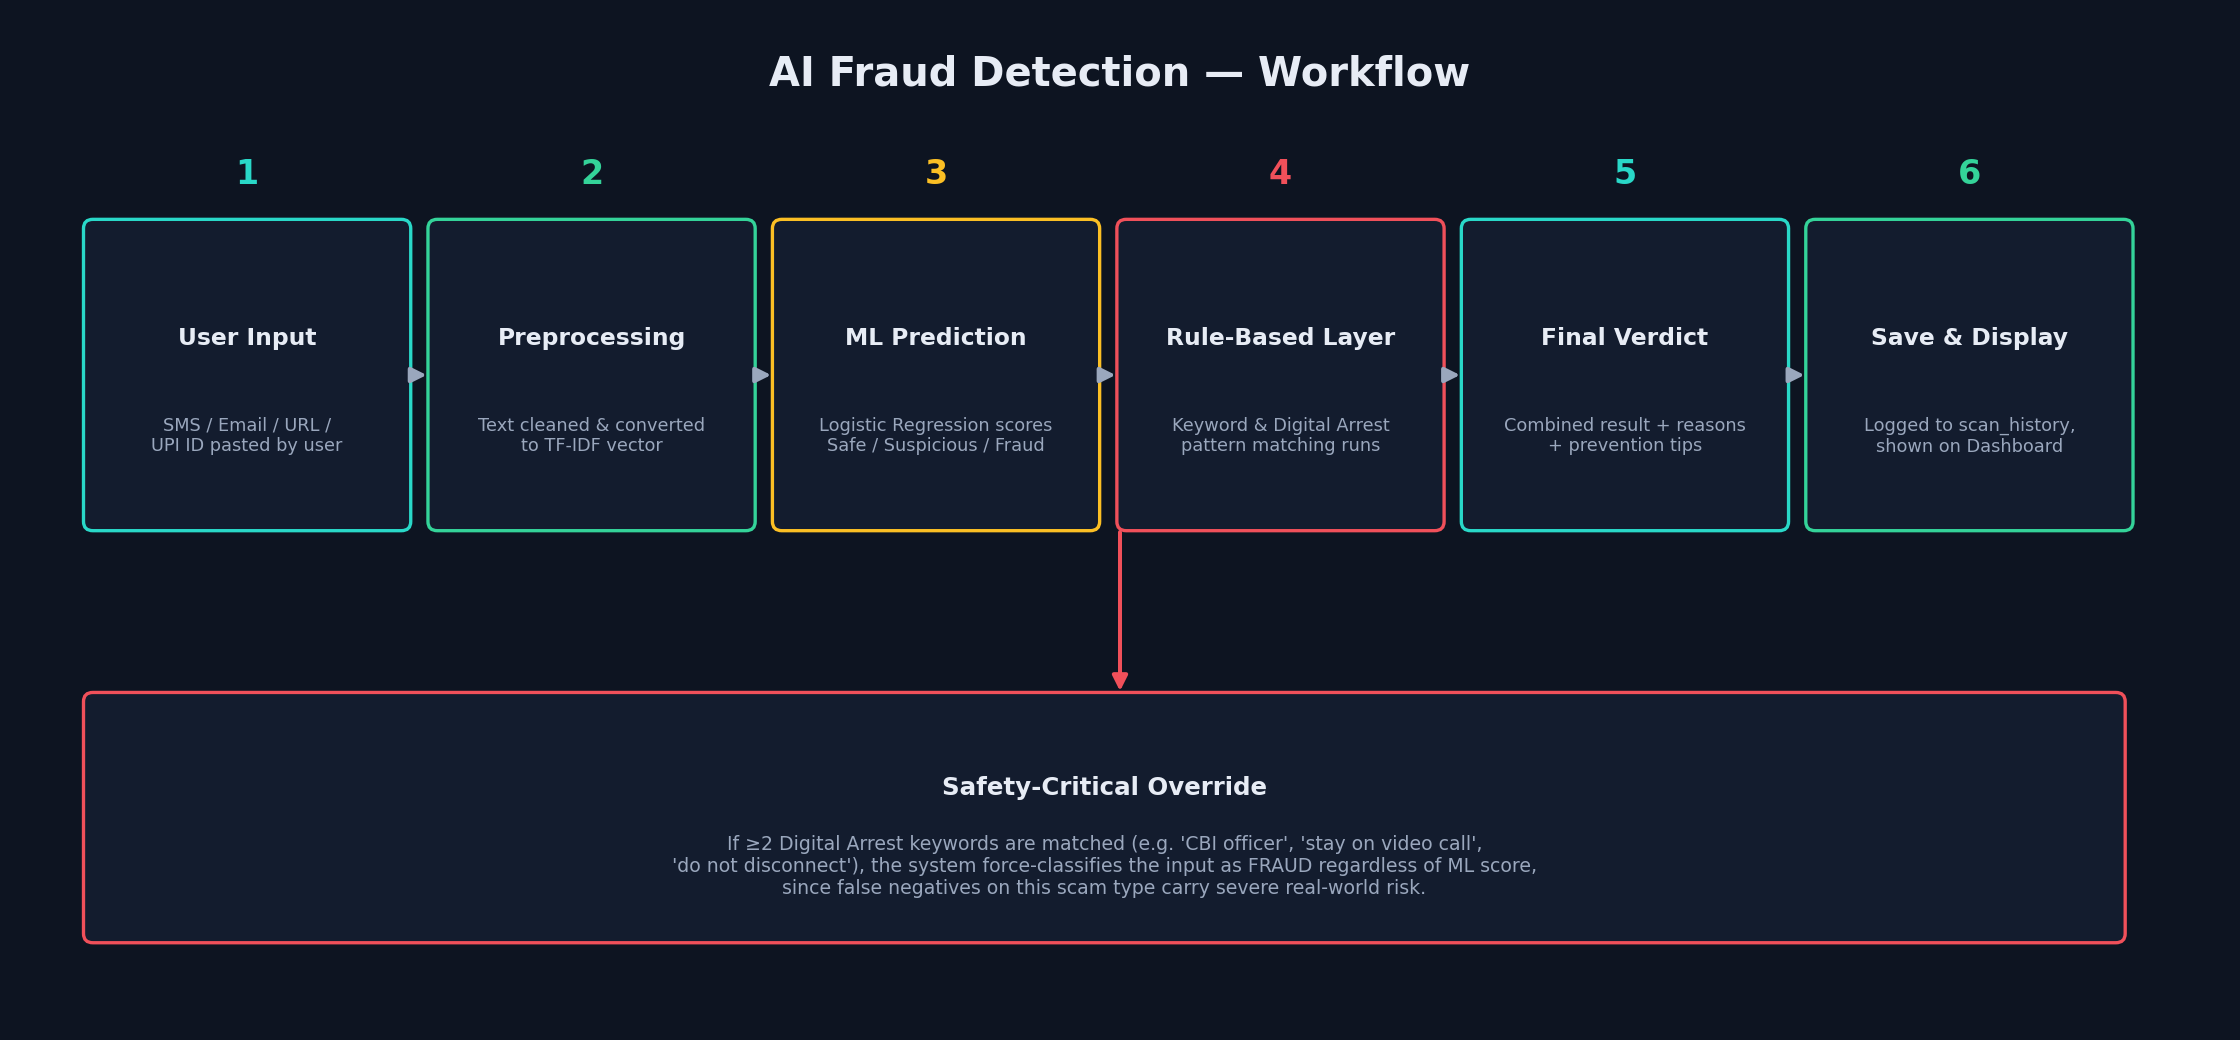 AI Fraud Detection — Workflow
1
2
3
4
5
6
User Input
SMS / Email / URL /
UPI ID pasted by user
Preprocessing
Text cleaned & converted
to TF-IDF vector
ML Prediction
Logistic Regression scores
Safe / Suspicious / Fraud
Rule-Based Layer
Keyword & Digital Arrest
pattern matching runs
Final Verdict
Combined result + reasons
+ prevention tips
Save & Display
Logged to scan_history,
shown on Dashboard
Safety-Critical Override
If ≥2 Digital Arrest keywords are matched (e.g. 'CBI officer', 'stay on video call',
'do not disconnect'), the system force-classifies the input as FRAUD regardless of ML score,
since false negatives on this scam type carry severe real-world risk.